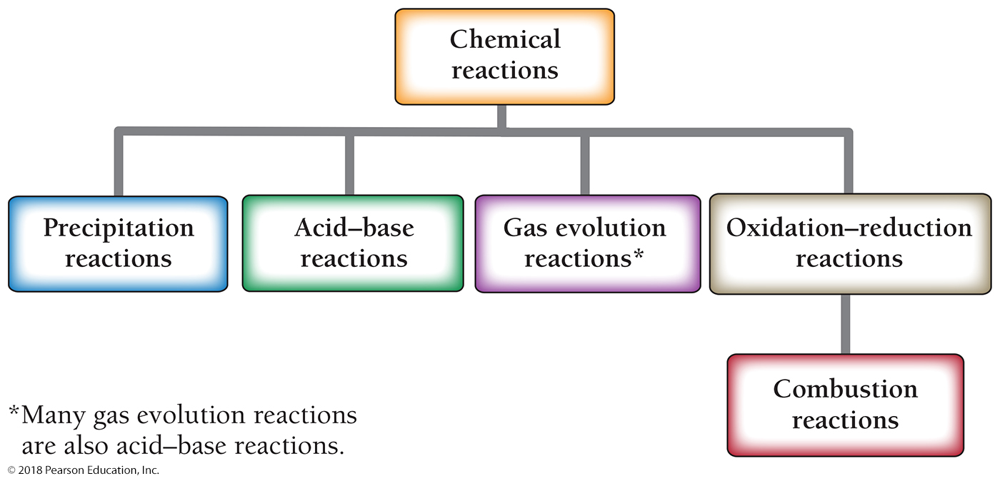 Chemical
reactions
Precipitation
reactions
Acid–base
reactions
Gas evolution
reactions*
Oxidation–reduction
reactions
Combustion
reactions
*Many gas evolution reactions
are also acid–base reactions.
© 2018 Pearson Education, Inc.